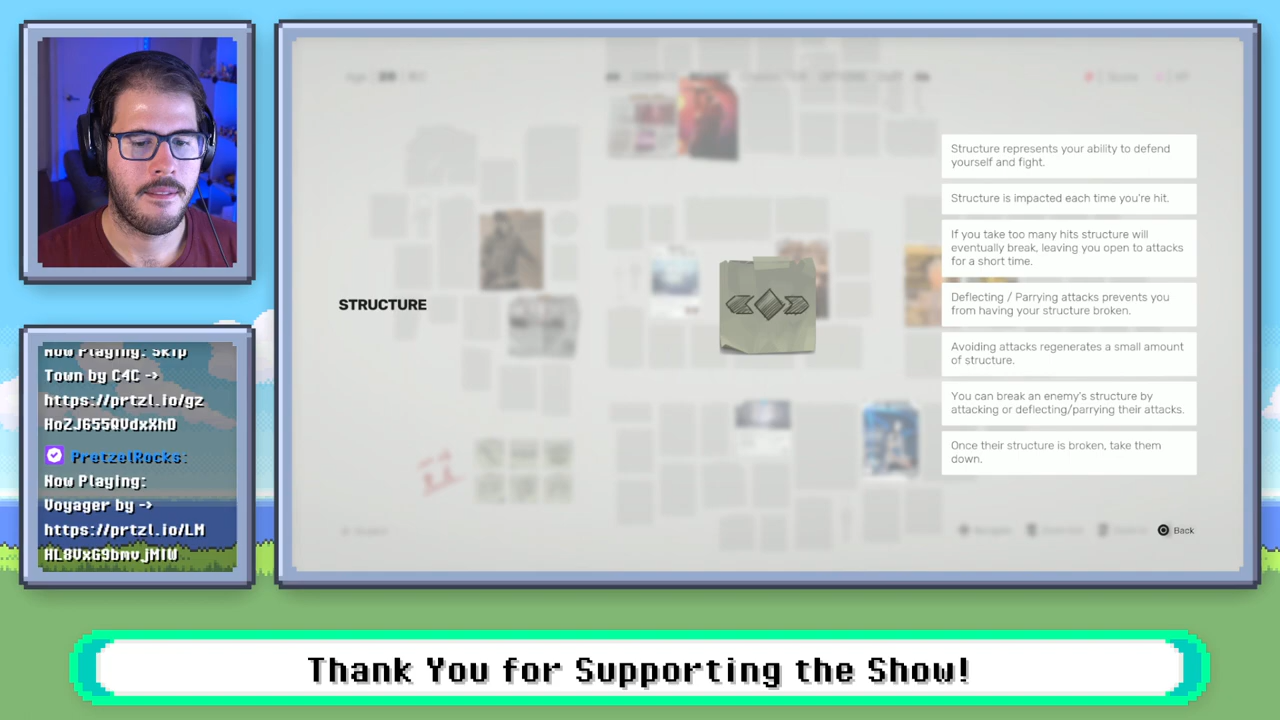 How Playing: Skip
Town by C4C ->
https://prtzl.io/gz
HoZJG55QVdxXhD
PretzelRocks:
Now Playing:
Voyager by ->
https://prtzl.io/LM
HL8VxG9bmvjM1W
STRUCTURE
Structure represents your ability to defend
yourself and fight.
Structure is impacted each time you're hit.
If you take too many hits structure will
eventually break, leaving you open to attacks
for a short time.
Deflecting / Parrying attacks prevents you
from having your structure broken.
Avoiding attacks regenerates a small amount
of structure.
You can break an enemy's structure by
attacking or deflecting/parrying their attacks.
Once their structure is broken, take them
down.
Back
Thank You for Supporting the Show!